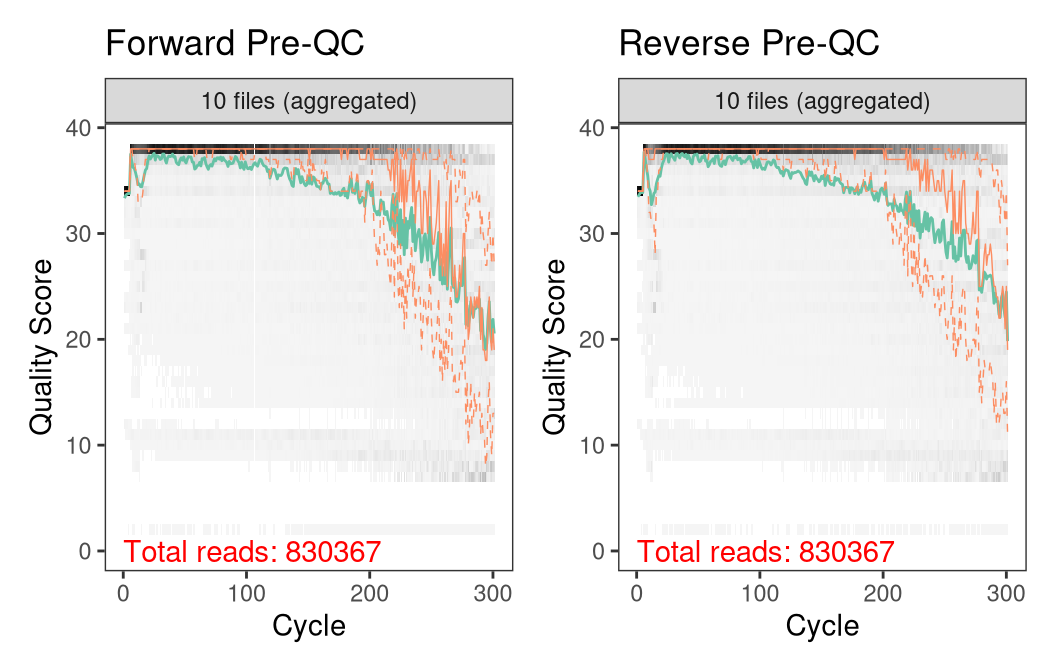 Forward Pre-QC
10 files (aggregated)
40
30
20
10
0
Quality Score
Total reads: 830367
0 100 200 300
Cycle
Reverse Pre-QC
10 files (aggregated)
40
30
20
10
0
Quality Score
Total reads: 830367
0 100 200 300
Cycle